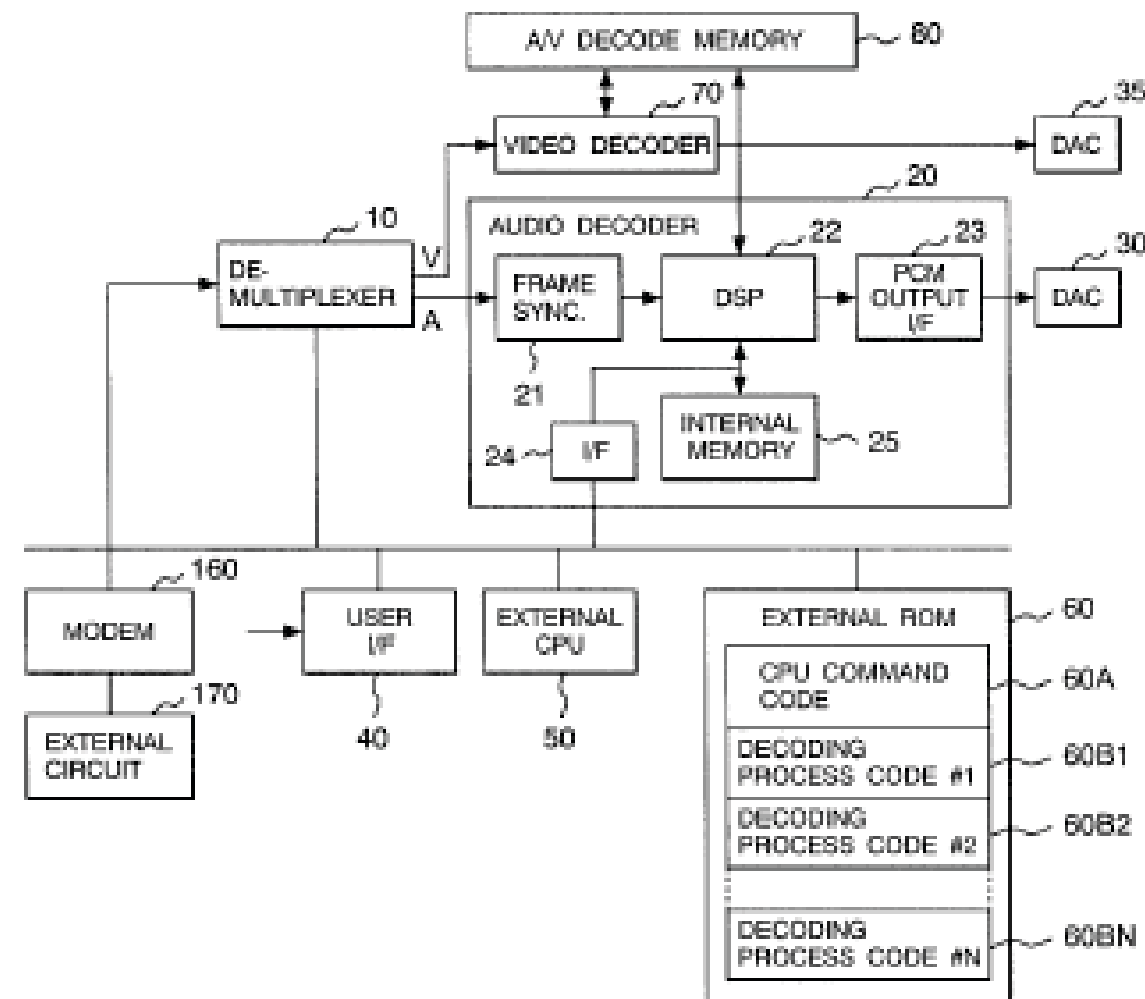 A/V DECODE MEMORY
80
70
35
VIDEO DECODER
DAC
20
10
AUDIO DECODER
22
23
30
V
DE-
MULTIPLEXER
A
FRAME
SYNC.
DSP
PCM
OUTPUT
I/F
DAC
21
24
I/F
INTERNAL
MEMORY
25
160
MODEM
USER
I/F
EXTERNAL
CPU
EXTERNAL ROM
60
170
40
50
CPU COMMAND
CODE
60A
EXTERNAL
CIRCUIT
DECODING
PROCESS CODE #1
60B1
DECODING
PROCESS CODE #2
60B2
DECODING
PROCESS CODE #N
60BN